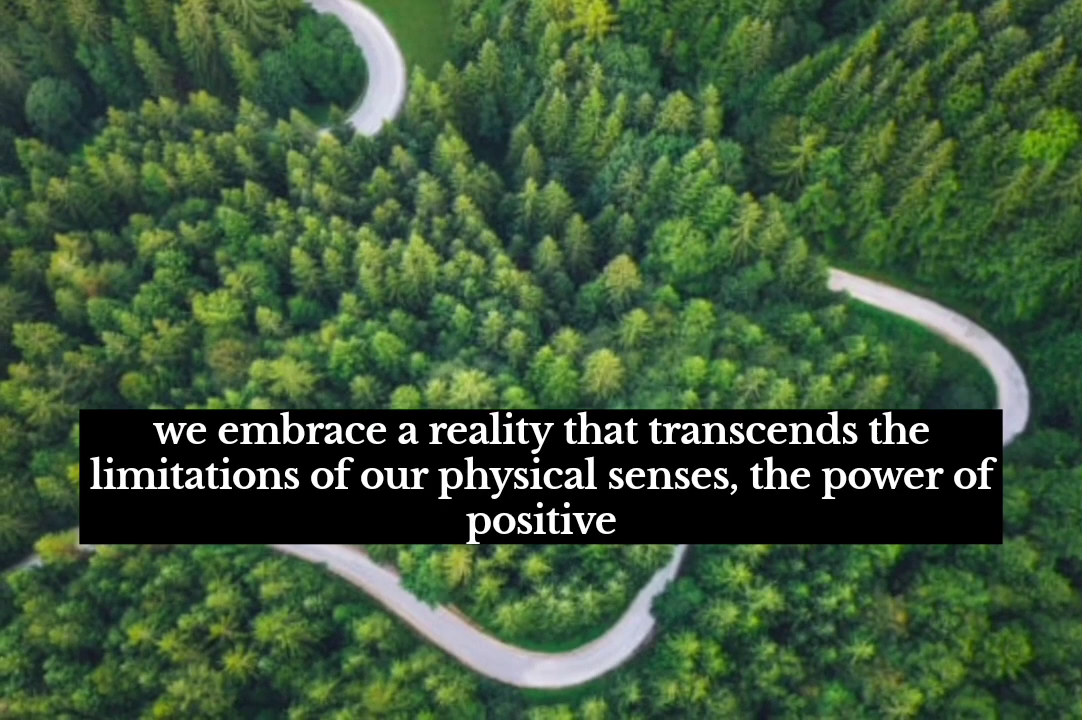 we embrace a reality that transcends the
limitations of our physical senses, the power of
positive